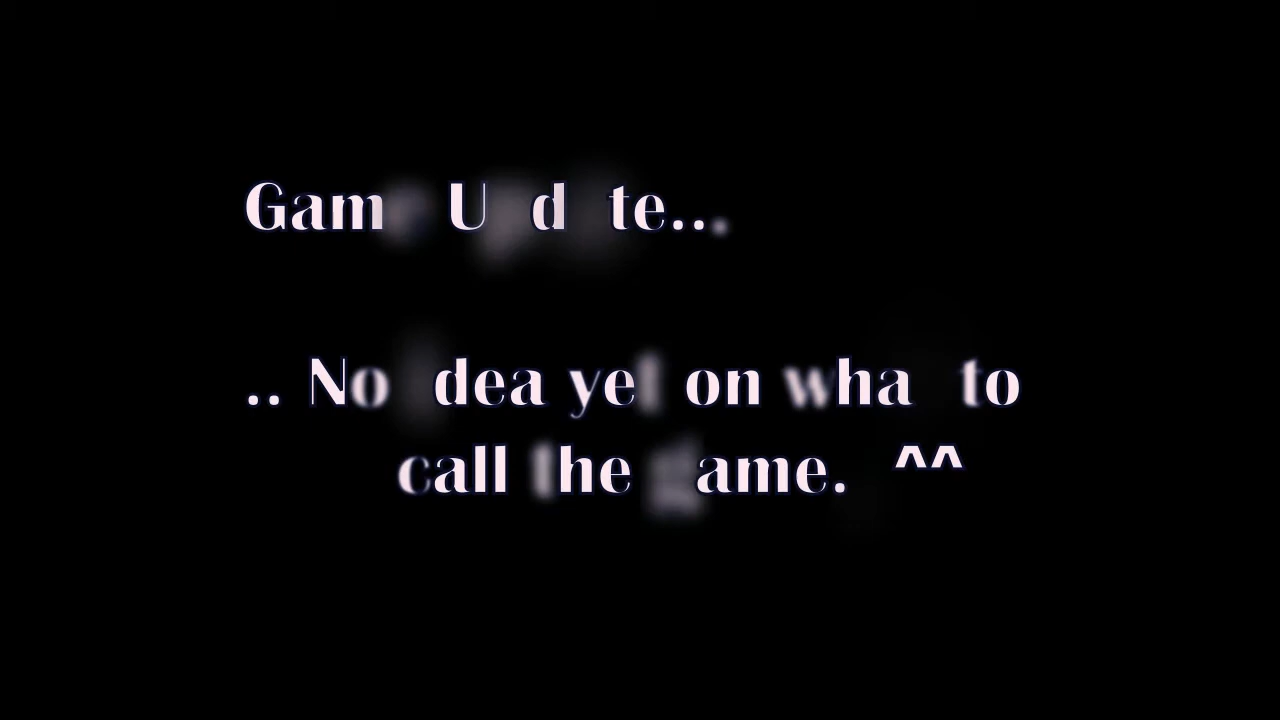 Game Update...
.. No idea yet on what to
call the game. ^^